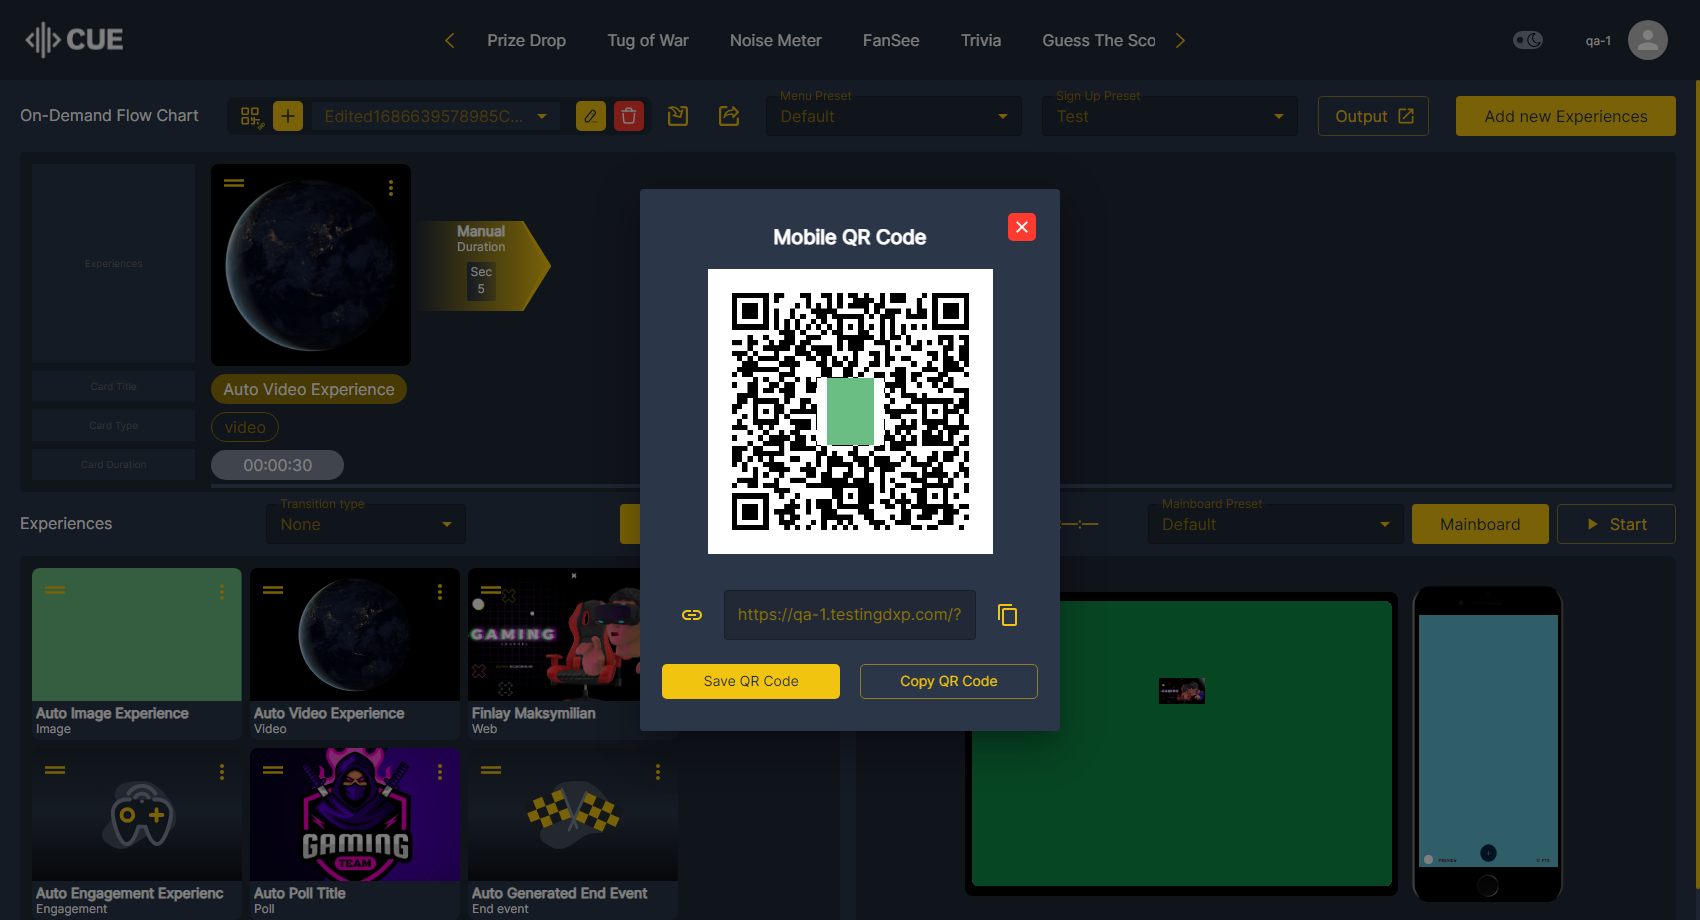 CUE
Prize Drop
Tug of War
Noise Meter
FanSee
Trivia
Guess The Sco
qa-1
On-Demand Flow Chart
Edited1686639578985C...
Menu Preset
Default
Sign Up Preset
Test
Output
Add new Experiences
Experiences
Manual
Duration
Sec
5
Card Title
Auto Video Experience
Card Type
video
Card Duration
00:00:30
Mobile QR Code
https://qa-1.testingdxp.com/?
Save QR Code
Copy QR Code
Experiences
Transition type
None
Mainboard Preset
Default
Mainboard
Start
GAMING
Auto Image Experience
Image
Auto Video Experience
Video
Finlay Maksymilian
Web
GAMING
TEAM
Auto Engagement Experienc
Engagement
Auto Poll Title
Poll
Auto Generated End Event
End event
PREVIEW
0 PTS